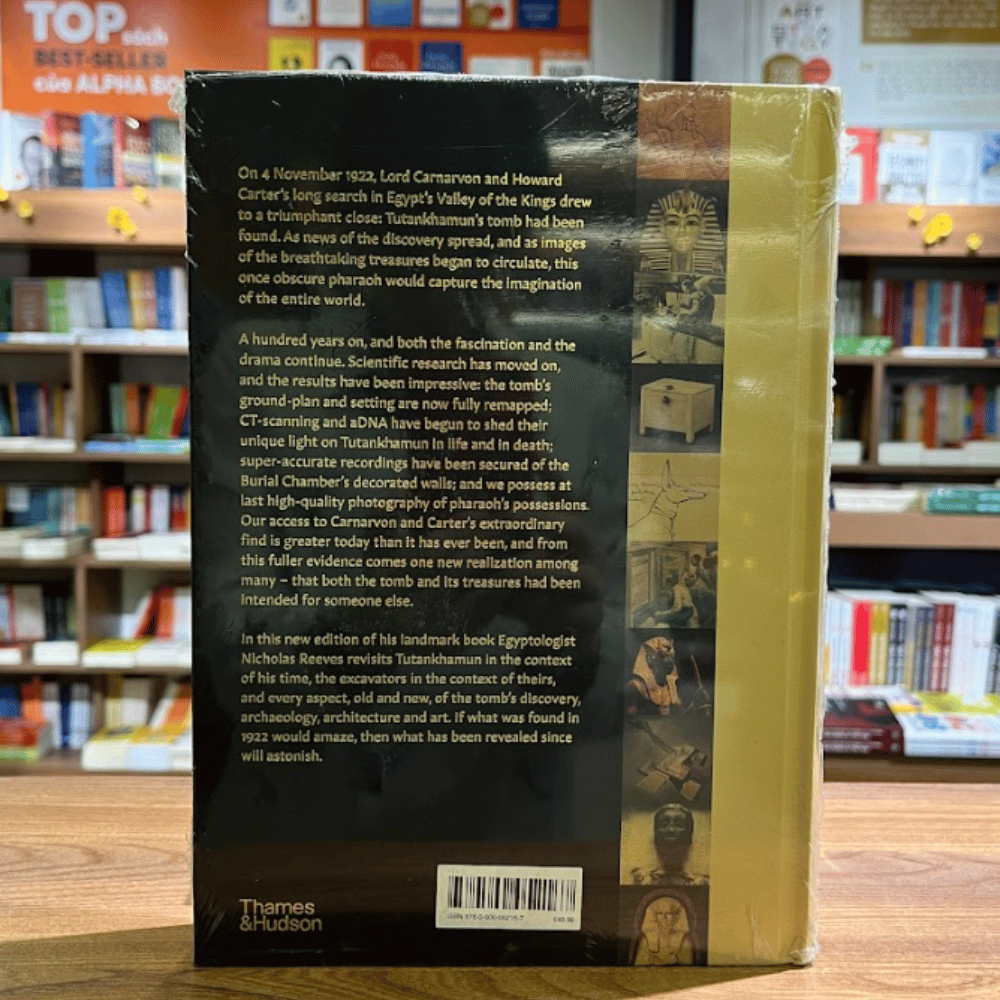 TOP sách
BEST-SELLER
của ALPHA BO
On 4 November 1922, Lord Carnarvon and Howard
Carter's long search in Egypt's Valley of the Kings drew
to a triumphant close: Tutankhamun's tomb had been
found. As news of the discovery spread, and as images
of the breathtaking treasures began to circulate, this
once obscure pharaoh would capture the imagination
of the entire world.
A hundred years on, and both the fascination and the
drama continue. Scientific research has moved on,
and the results have been impressive: the tomb's
ground-plan and setting are now fully remapped;
CT-scanning and aDNA have begun to shed their
unique light on Tutankhamun in life and in death;
super-accurate recordings have been secured of the
Burial Chamber's decorated walls; and we possess at
last high-quality photography of pharaoh's possessions.
Our access to Carnarvon and Carter's extraordinary
find is greater today than it has ever been, and from
this fuller evidence comes one new realization among
many – that both the tomb and its treasures had been
intended for someone else.
In this new edition of his landmark book Egyptologist
Nicholas Reeves revisits Tutankhamun in the context
of his time, the excavators in the context of theirs,
and every aspect, old and new, of the tomb's discovery,
archaeology, architecture and art. If what was found in
1922 would amaze, then what has been revealed since
will astonish.
Thames
&Hudson